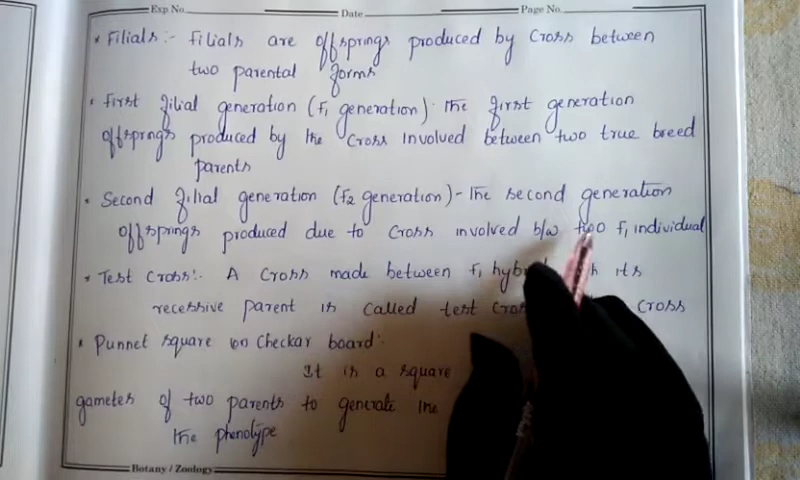 Exp No.
Date
Page No.
* Filials :- Filials are offsprings produced by cross between
two parental forms
* First filial generation (F1 generation) - The first generation
offsprings produced by the cross involved between two true breed
parents
* Second filial generation (F2 generation) - The second generation
offsprings produced due to cross involved b/w two F1 individual
* Test cross :- A cross made between F1 its
recessive parent is called test cross
* Punnet square on Checkar board :-
It is a square
gametes of two parents to generate the
the phenotype
Botany / Zoology